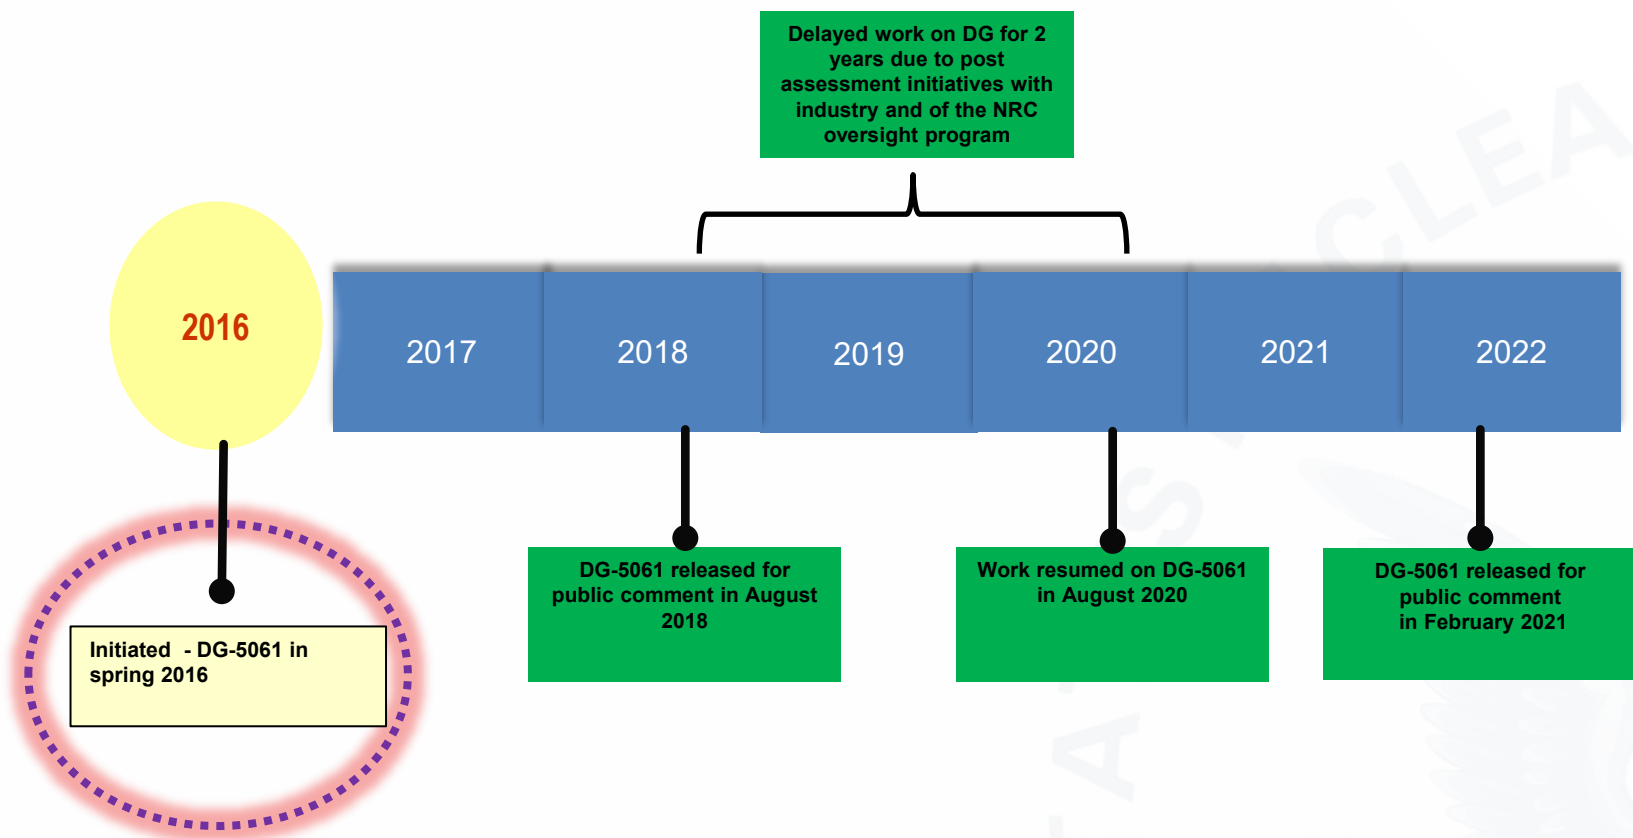 Delayed work on DG for 2
years due to post
assessment initiatives with
industry and of the NRC
oversight program
2016
2017
2018
2019
2020
2021
2022
Initiated - DG-5061 in
spring 2016
DG-5061 released for
public comment in August
2018
Work resumed on DG-5061
in August 2020
DG-5061 released for
public comment
in February 2021